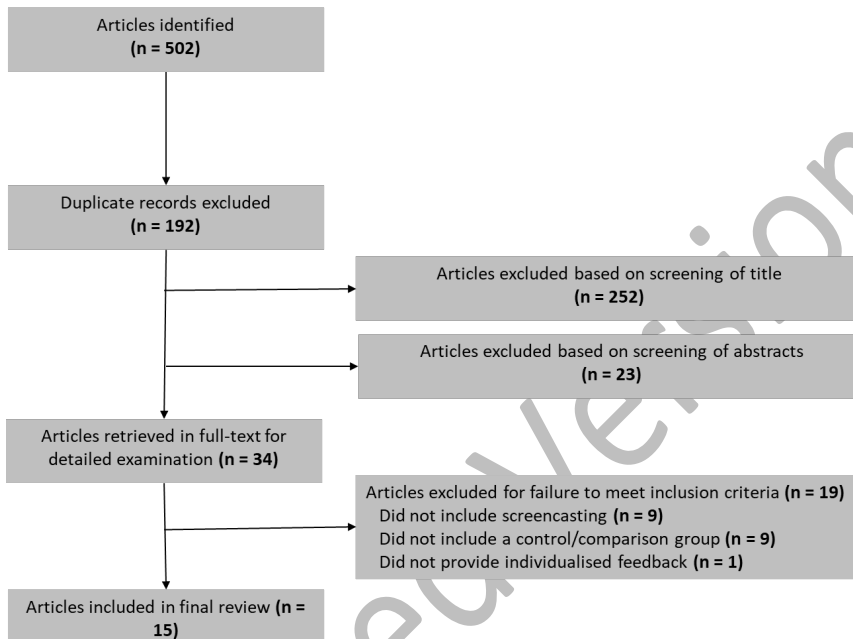 Articles identified
(n = 502)
Duplicate records excluded
(n = 192)
Articles excluded based on screening of title
(n = 252)
Articles excluded based on screening of abstracts
(n = 23)
Articles retrieved in full-text for
detailed examination (n = 34)
Articles excluded for failure to meet inclusion criteria (n = 19)
Did not include screencasting (n = 9)
Did not include a control/comparison group (n = 9)
Did not provide individualised feedback (n = 1)
Articles included in final review (n =
15)